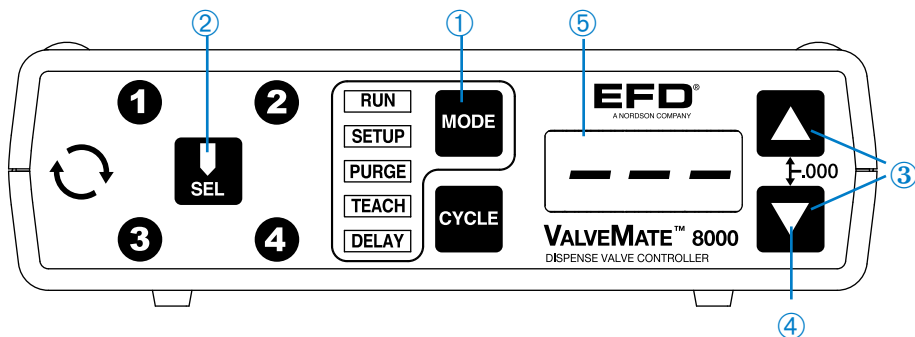 ②
①
⑤
1
2
SEL
3
4
RUN
SETUP
PURGE
TEACH
DELAY
MODE
CYCLE
EFD®
A NORDSON COMPANY
– – –
VALVEMATE™ 8000
DISPENSE VALVE CONTROLLER
.000
③
④